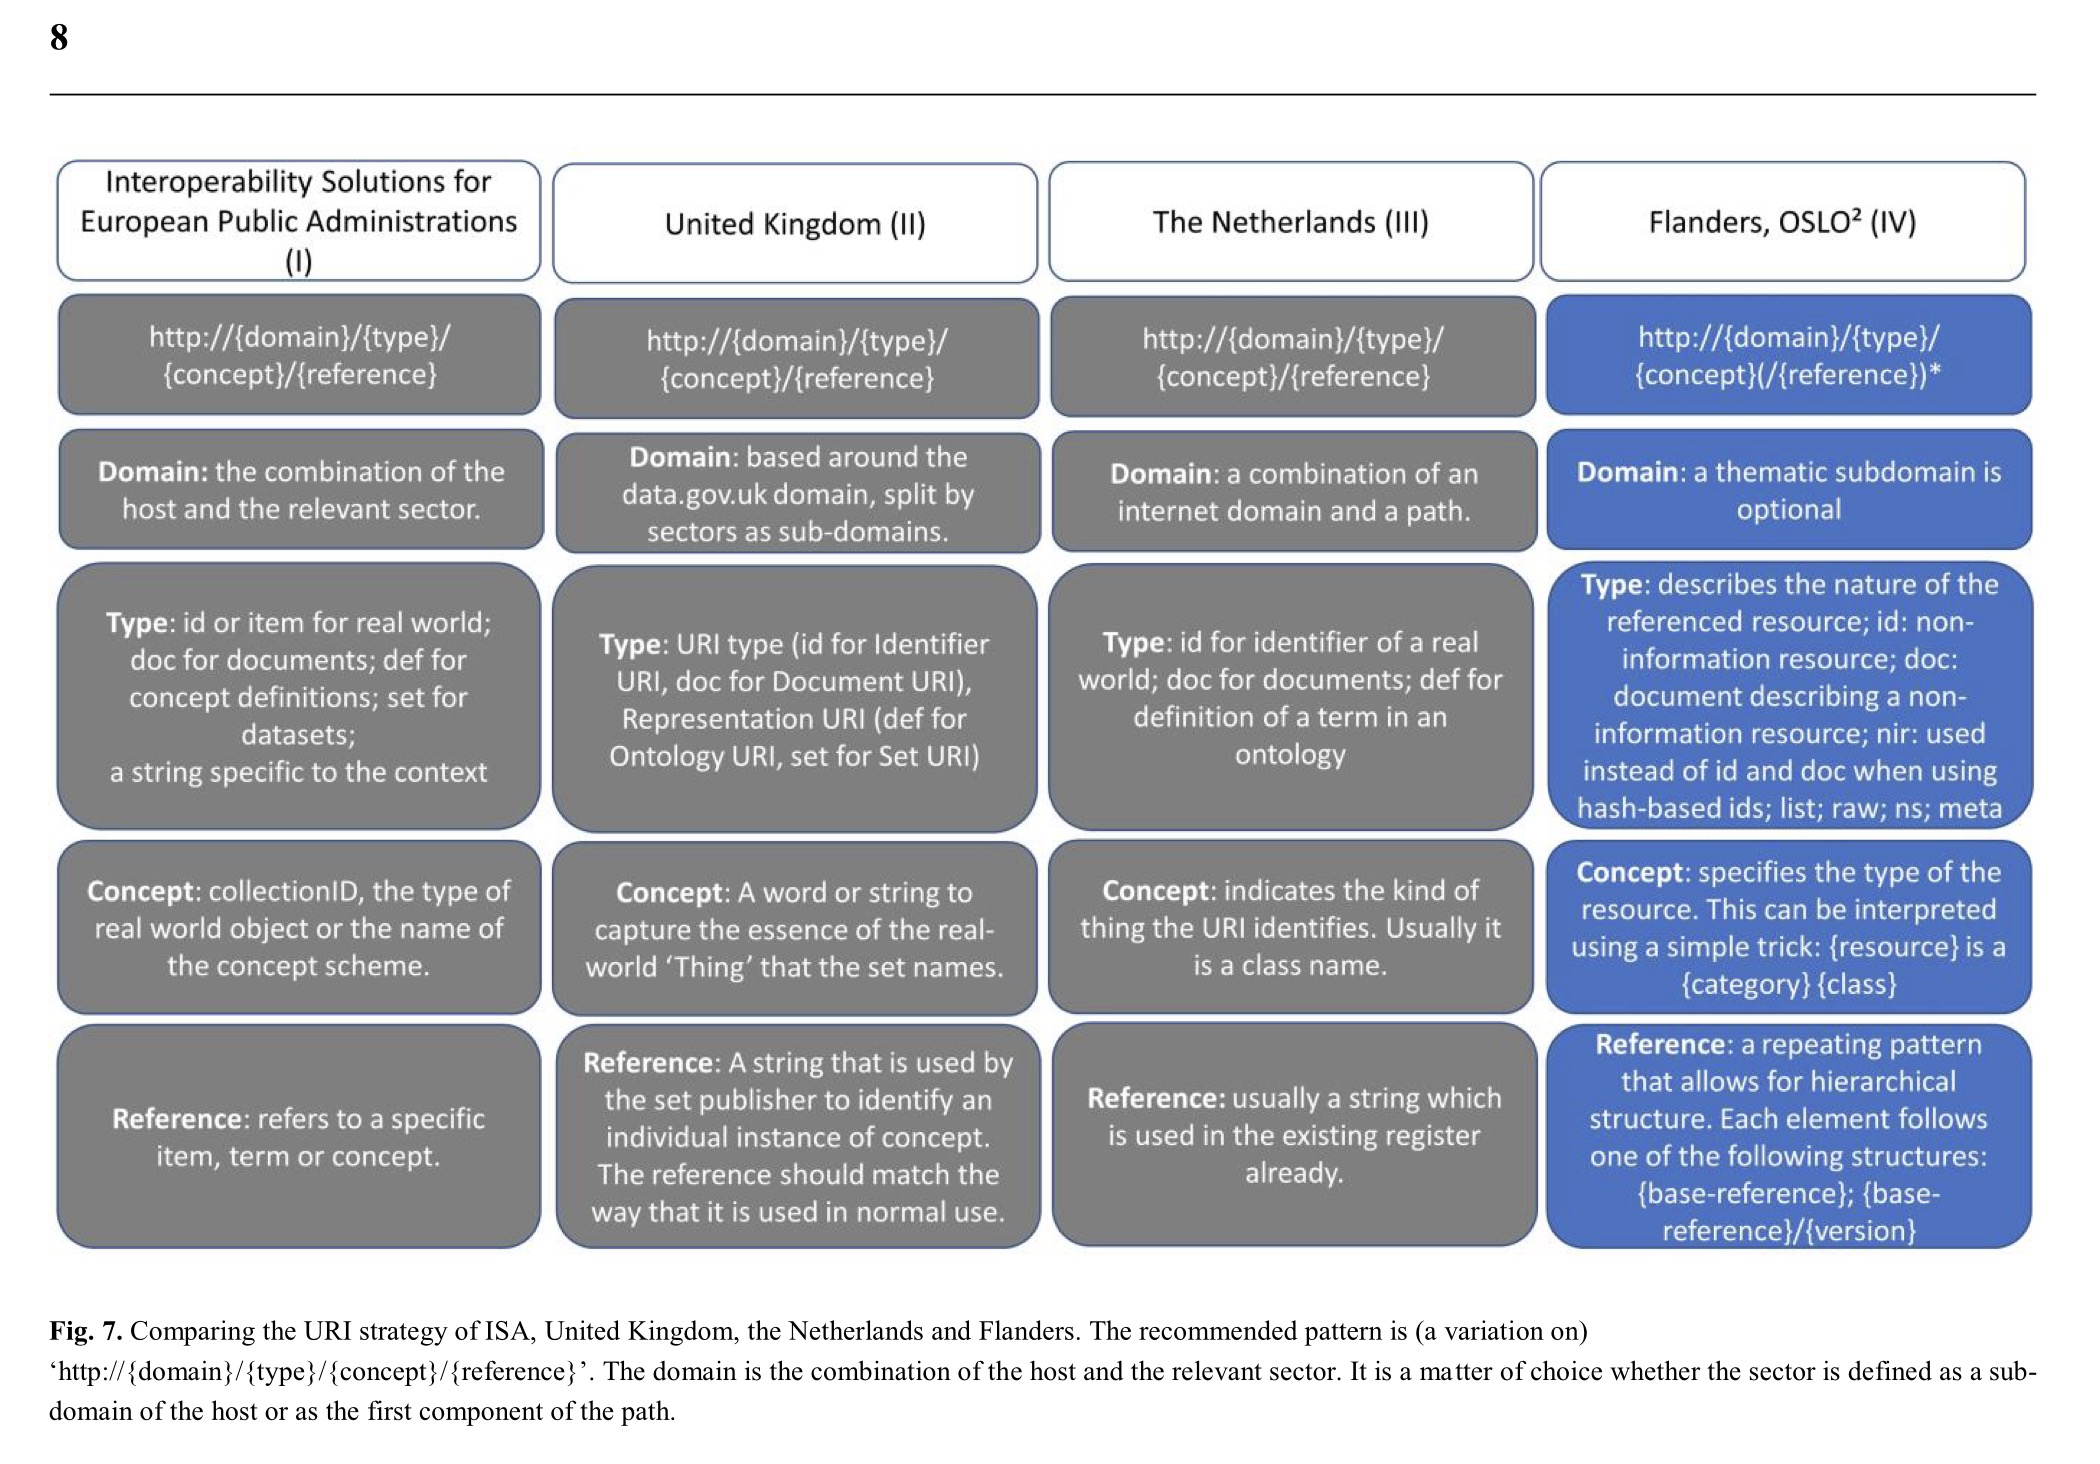 8
Interoperability Solutions for
European Public Administrations
(I)
http://{domain}/{type}/
{concept}/{reference}
Domain: the combination of the
host and the relevant sector.
Type: id or item for real world;
doc for documents; def for
concept definitions; set for
datasets;
a string specific to the context
Concept: collectionID, the type of
real world object or the name of
the concept scheme.
Reference: refers to a specific
item, term or concept.
United Kingdom (II)
http://{domain}/{type}/
{concept}/{reference}
Domain: based around the
data.gov.uk domain, split by
sectors as sub-domains.
Type: URI type (id for Identifier
URI, doc for Document URI),
Representation URI (def for
Ontology URI, set for Set URI)
Concept: A word or string to
capture the essence of the real-
world ‘Thing’ that the set names.
Reference: A string that is used by
the set publisher to identify an
individual instance of concept.
The reference should match the
way that it is used in normal use.
The Netherlands (III)
http://{domain}/{type}/
{concept}/{reference}
Domain: a combination of an
internet domain and a path.
Type: id for identifier of a real
world; doc for documents; def for
definition of a term in an
ontology
Concept: indicates the kind of
thing the URI identifies. Usually it
is a class name.
Reference: usually a string which
is used in the existing register
already.
Flanders, OSLO² (IV)
http://{domain}/{type}/
{concept}(/{reference})*
Domain: a thematic subdomain is
optional
Type: describes the nature of the
referenced resource; id: non-
information resource; doc:
document describing a non-
information resource; nir: used
instead of id and doc when using
hash-based ids; list; raw; ns; meta
Concept: specifies the type of the
resource. This can be interpreted
using a simple trick: {resource} is a
{category} {class}
Reference: a repeating pattern
that allows for hierarchical
structure. Each element follows
one of the following structures:
{base-reference}; {base-
reference}/{version}
Fig. 7. Comparing the URI strategy of ISA, United Kingdom, the Netherlands and Flanders. The recommended pattern is (a variation on)
‘http://{domain}/{type}/{concept}/{reference}’. The domain is the combination of the host and the relevant sector. It is a matter of choice whether the sector is defined as a sub-
domain of the host or as the first component of the path.